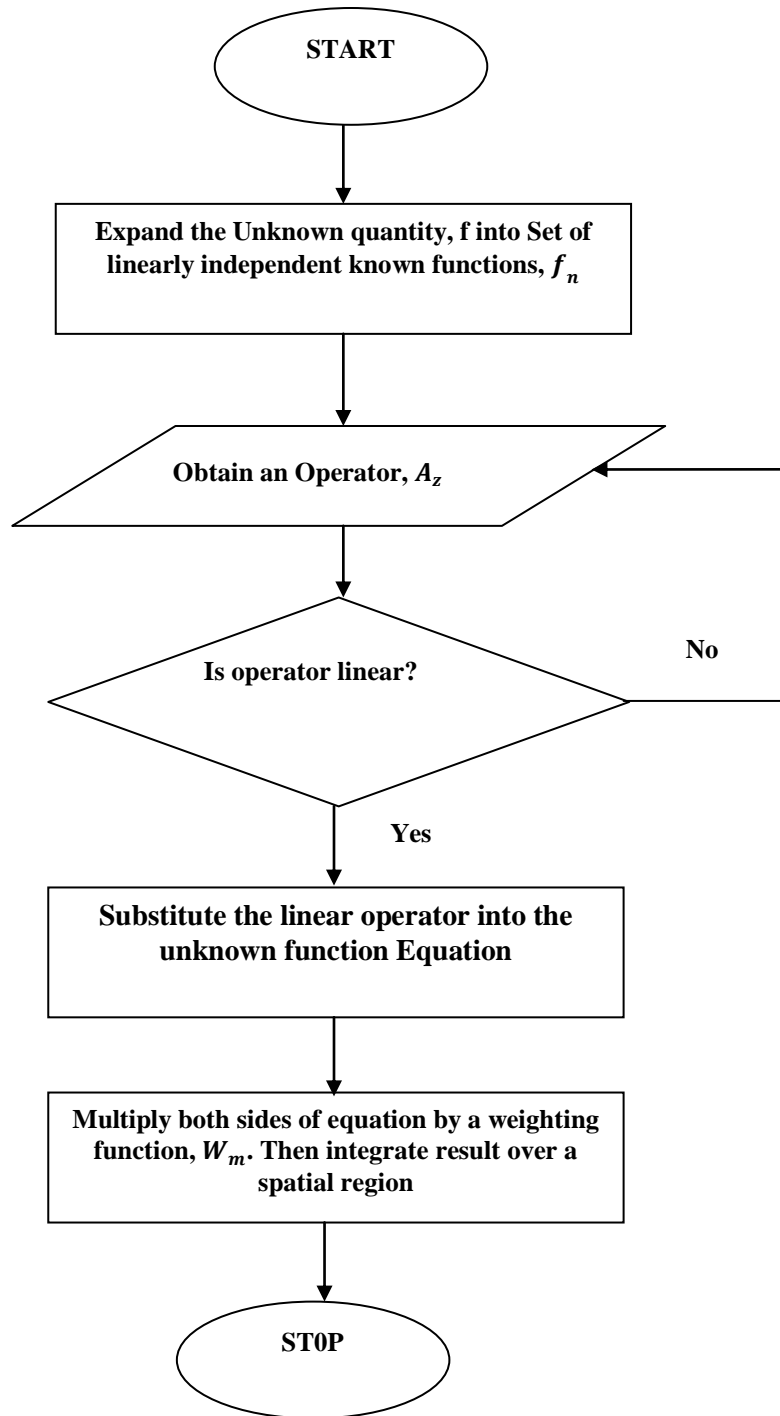 START
Expand the Unknown quantity, f into Set of
linearly independent known functions, f_n
Obtain an Operator, A_z
Is operator linear?
No
Yes
Substitute the linear operator into the
unknown function Equation
Multiply both sides of equation by a weighting
function, W_m. Then integrate result over a
spatial region
ST0P